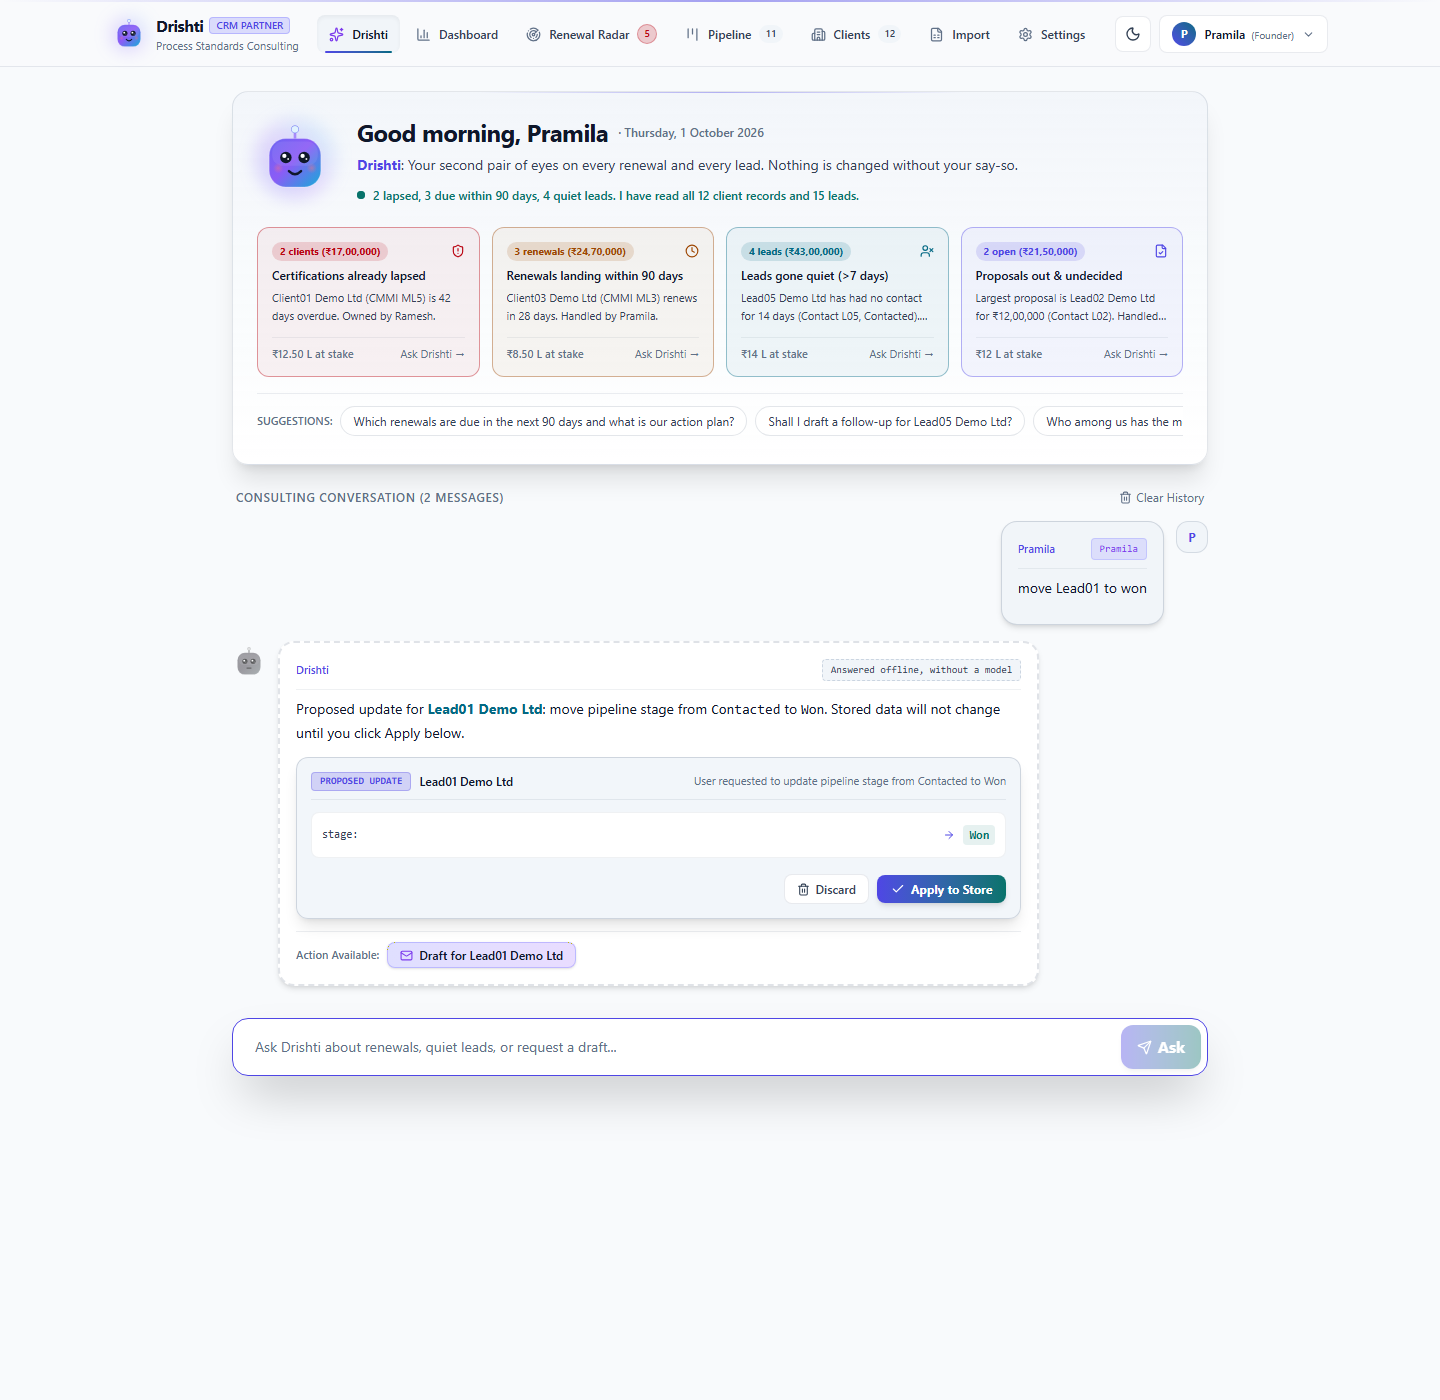 Drishti CRM PARTNER
Process Standards Consulting
Drishti
Dashboard
Renewal Radar 5
Pipeline 11
Clients 12
Import
Settings
P Pramila (Founder)
Good morning, Pramila · Thursday, 1 October 2026
Drishti: Your second pair of eyes on every renewal and every lead. Nothing is changed without your say-so.
2 lapsed, 3 due within 90 days, 4 quiet leads. I have read all 12 client records and 15 leads.
2 clients (₹17,00,000)
Certifications already lapsed
Client01 Demo Ltd (CMMI ML5) is 42
days overdue. Owned by Ramesh.
₹12.50 L at stake Ask Drishti →
3 renewals (₹24,70,000)
Renewals landing within 90 days
Client03 Demo Ltd (CMMI ML3) renews
in 28 days. Handled by Pramila.
₹8.50 L at stake Ask Drishti →
4 leads (₹43,00,000)
Leads gone quiet (>7 days)
Lead05 Demo Ltd has had no contact
for 14 days (Contact L05, Contacted)....
₹14 L at stake Ask Drishti →
2 open (₹21,50,000)
Proposals out & undecided
Largest proposal is Lead02 Demo Ltd
for ₹12,00,000 (Contact L02). Handled...
₹12 L at stake Ask Drishti →
SUGGESTIONS: Which renewals are due in the next 90 days and what is our action plan? Shall I draft a follow-up for Lead05 Demo Ltd? Who among us has the m
CONSULTING CONVERSATION (2 MESSAGES) Clear History
Pramila Pramila P
move Lead01 to won
Drishti Answered offline, without a model
Proposed update for Lead01 Demo Ltd: move pipeline stage from Contacted to Won. Stored data will not change
until you click Apply below.
PROPOSED UPDATE Lead01 Demo Ltd User requested to update pipeline stage from Contacted to Won
stage: → Won
Discard Apply to Store
Action Available: Draft for Lead01 Demo Ltd
Ask Drishti about renewals, quiet leads, or request a draft... Ask